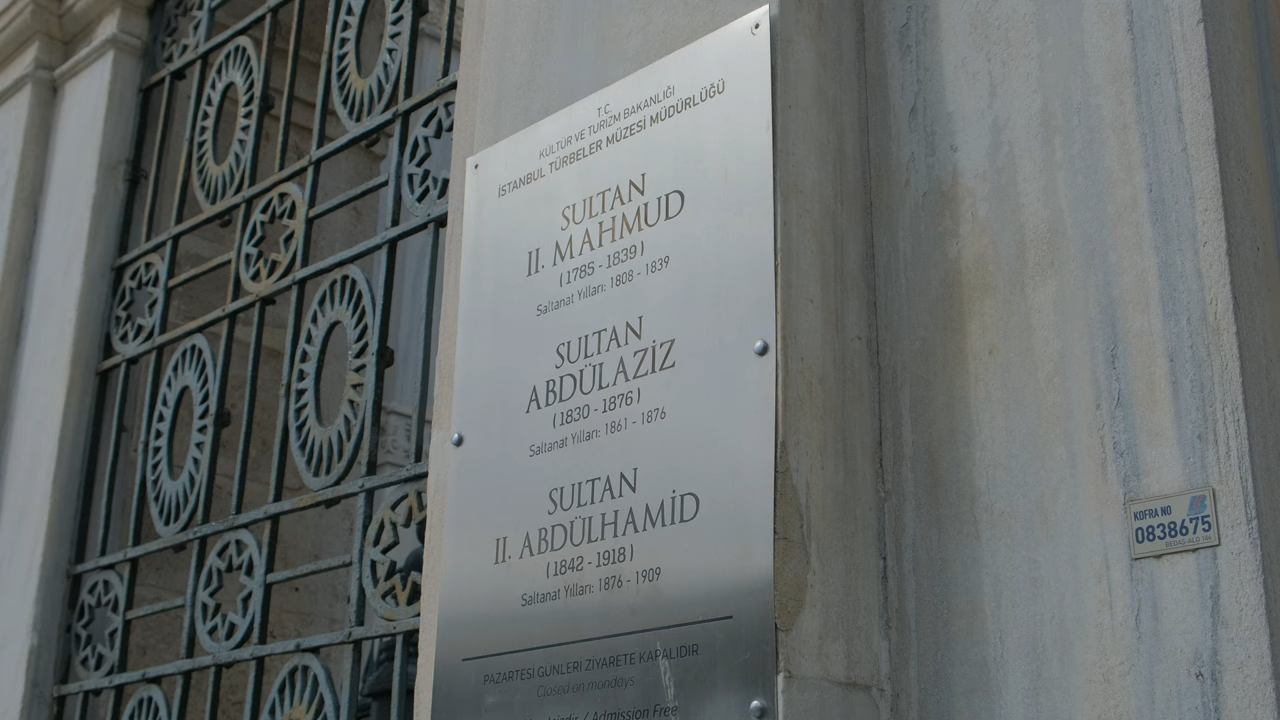 T.C.
KÜLTÜR VE TURİZM BAKANLIĞI
İSTANBUL TÜRBELER MÜZESİ MÜDÜRLÜĞÜ
SULTAN
II. MAHMUD
(1785 - 1839)
Saltanat Yılları: 1808 - 1839
SULTAN
ABDÜLAZİZ
(1830 - 1876)
Saltanat Yılları: 1861 - 1876
SULTAN
II. ABDÜLHAMİD
(1842 - 1918)
Saltanat Yılları: 1876 - 1909
PAZARTESİ GÜNLERİ ZİYARETE KAPALIDIR
Closed on mondays
/ Admission Free
KOFRA NO
0838675